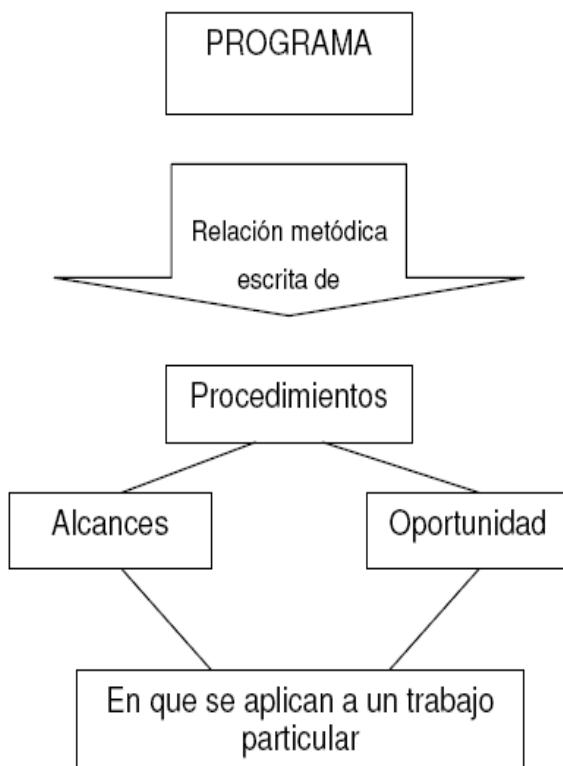 PROGRAMA
Relación metódica
escrita de
Procedimientos
Alcances
Oportunidad
En que se aplican a un trabajo
particular